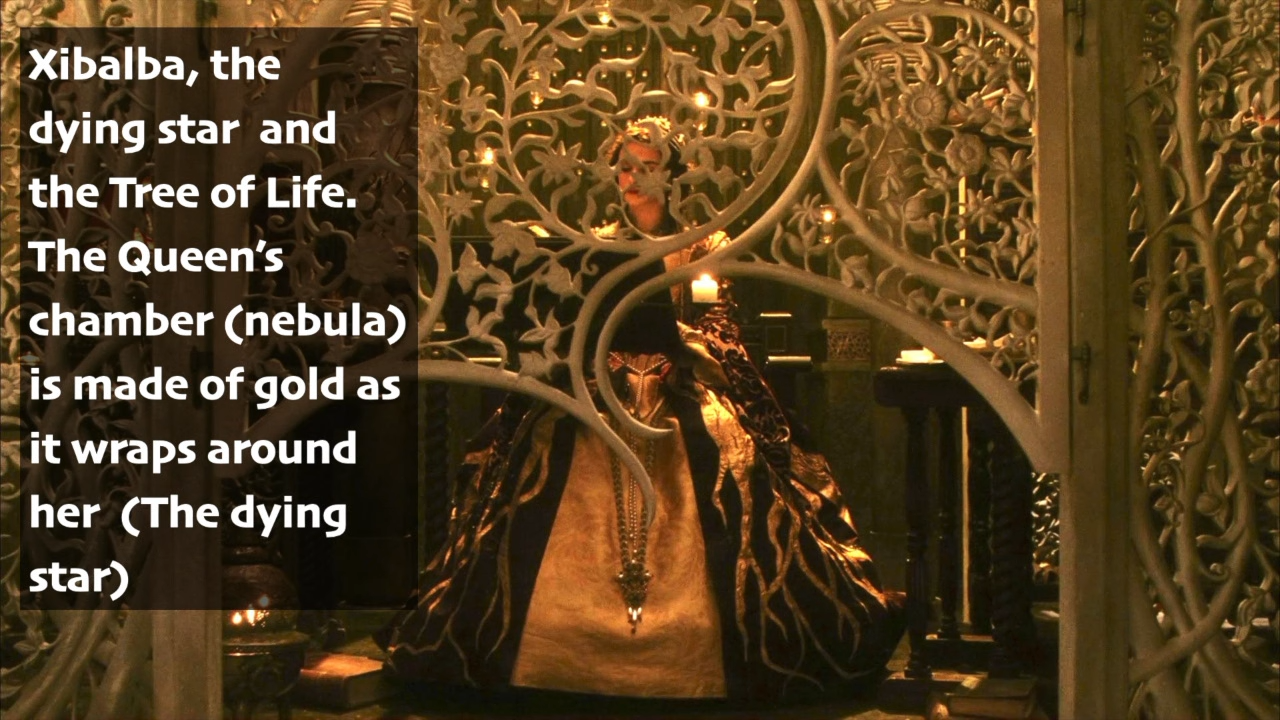 Xibalba, the
dying star  and
the Tree of Life.
The Queen’s
chamber (nebula)
is made of gold as
it wraps around
her  (The dying
star)